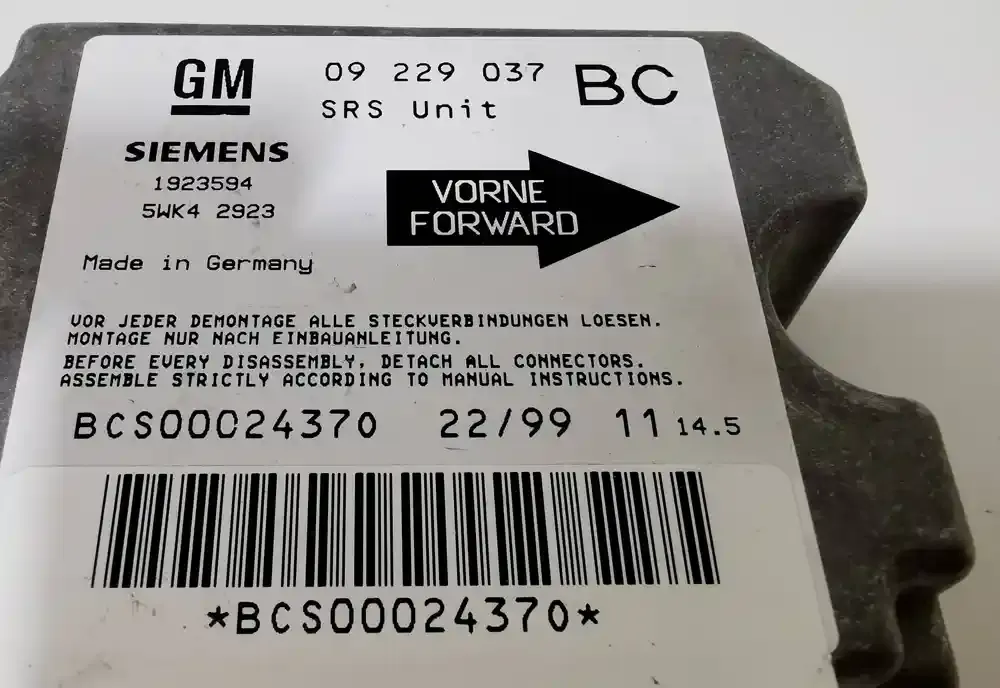 GM
09 229 037 BC
SRS Unit
SIEMENS
1923594
5WK4 2923
VORNE
FORWARD
Made in Germany
VOR JEDER DEMONTAGE ALLE STECKVERBINDUNGEN LOESEN.
MONTAGE NUR NACH EINBAUANLEITUNG.
BEFORE EVERY DISASSEMBLY, DETACH ALL CONNECTORS.
ASSEMBLE STRICTLY ACCORDING TO MANUAL INSTRUCTIONS.
BCS00024370 22/99 11 14.5
*BCS00024370*